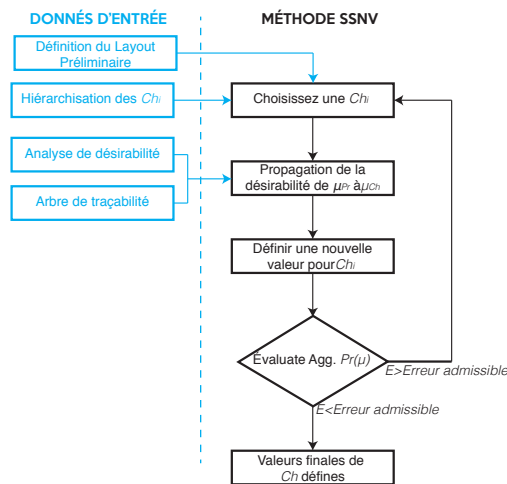 DONNÉS D'ENTRÉE
MÉTHODE SSNV
Définition du Layout
Préliminaire
Hiérarchisation des Chi
Choisissez une Chi
Analyse de désirabilité
Arbre de traçabilité
Propagation de la
désirabilité de μPr àμCh
Définir une nouvelle
valeur pourChi
Évaluate Agg. Pr(μ)
E>Erreur admissible
E<Erreur admissible
Valeurs finales de
Ch défines